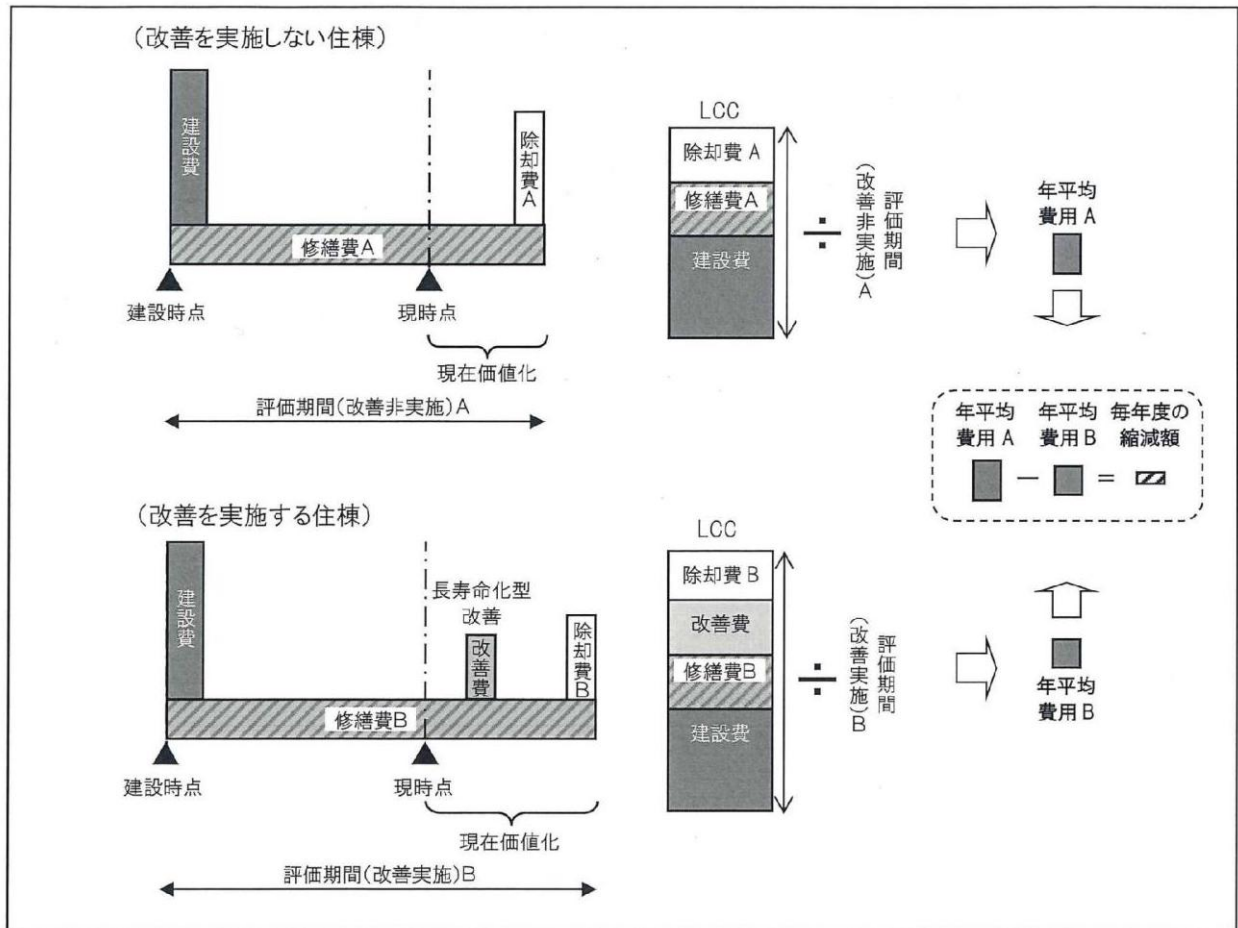 （改善を実施しない住棟）
建設費
除却費A
修繕費A
建設時点
現時点
現在価値化
評価期間（改善非実施）A
LCC
除却費A
修繕費A
建設費
÷
評価期間
（改善非実施）A
年平均
費用A
年平均
費用A
－
年平均
費用B
＝
毎年度の
縮減額
（改善を実施する住棟）
建設費
長寿命化型
改善
改善費
除却費B
修繕費B
建設時点
現時点
現在価値化
評価期間（改善実施）B
LCC
除却費B
改善費
修繕費B
建設費
÷
評価期間
（改善実施）B
年平均
費用B